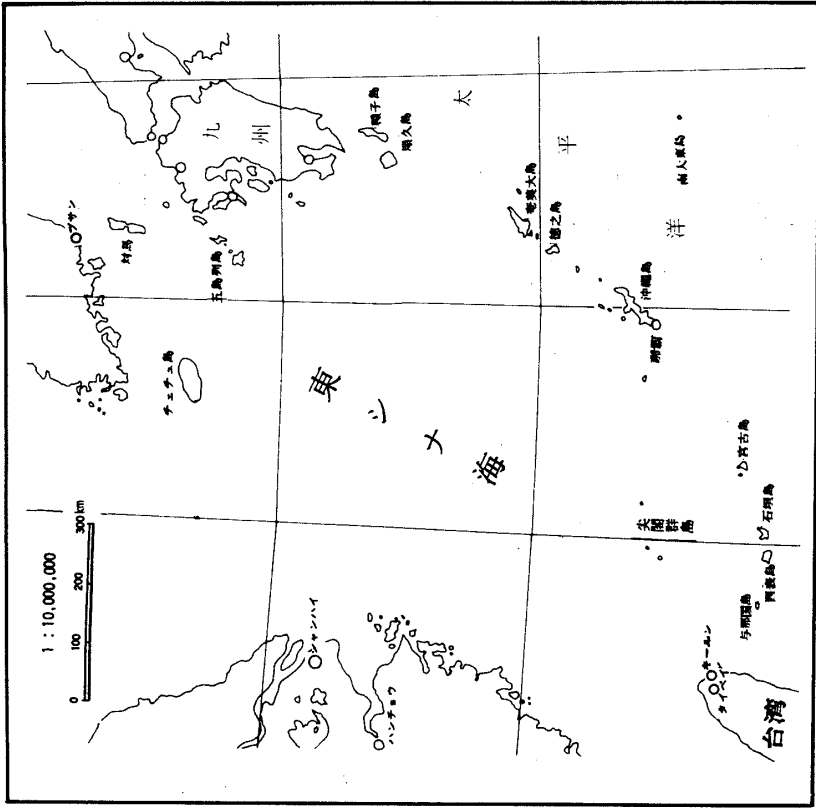 1 : 10,000,000
0 100 200 300 km
プサン
対馬
チェチュ島
五島列島
九州
種子島
屋久島
太平洋
東シナ海
奄美大島
徳之島
沖縄島
那覇
南大東島
シャンハイ
ハンチョウ
尖閣群島
宮古島
石垣島
西表島
与那国島
キールン
タイペイ
台湾